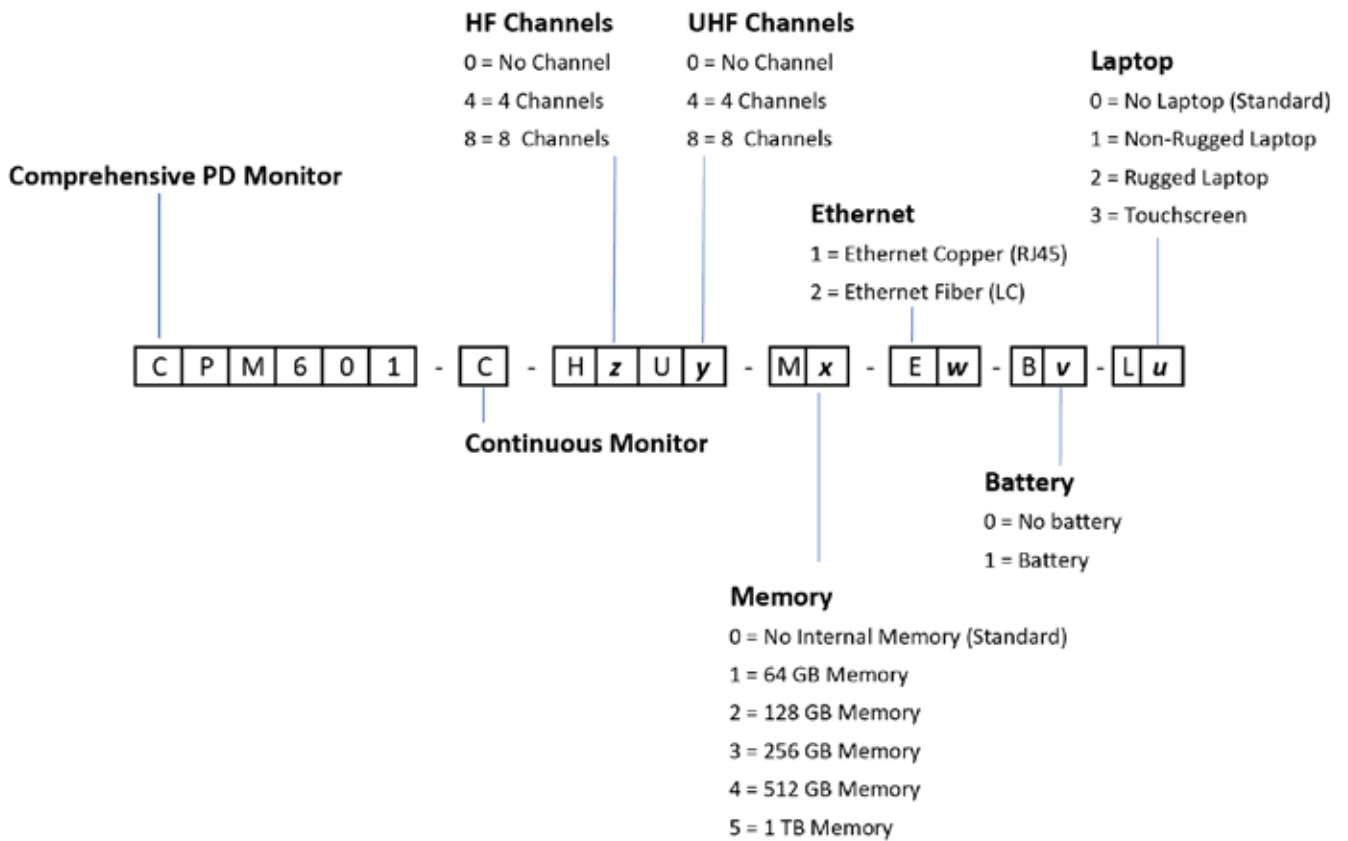 HF Channels
0 = No Channel
4 = 4 Channels
8 = 8 Channels
UHF Channels
0 = No Channel
4 = 4 Channels
8 = 8 Channels
Laptop
0 = No Laptop (Standard)
1 = Non-Rugged Laptop
2 = Rugged Laptop
3 = Touchscreen
Comprehensive PD Monitor
Ethernet
1 = Ethernet Copper (RJ45)
2 = Ethernet Fiber (LC)
C P M 6 0 1 - C - H z U y - M x - E w - B v - L u
Continuous Monitor
Battery
0 = No battery
1 = Battery
Memory
0 = No Internal Memory (Standard)
1 = 64 GB Memory
2 = 128 GB Memory
3 = 256 GB Memory
4 = 512 GB Memory
5 = 1 TB Memory